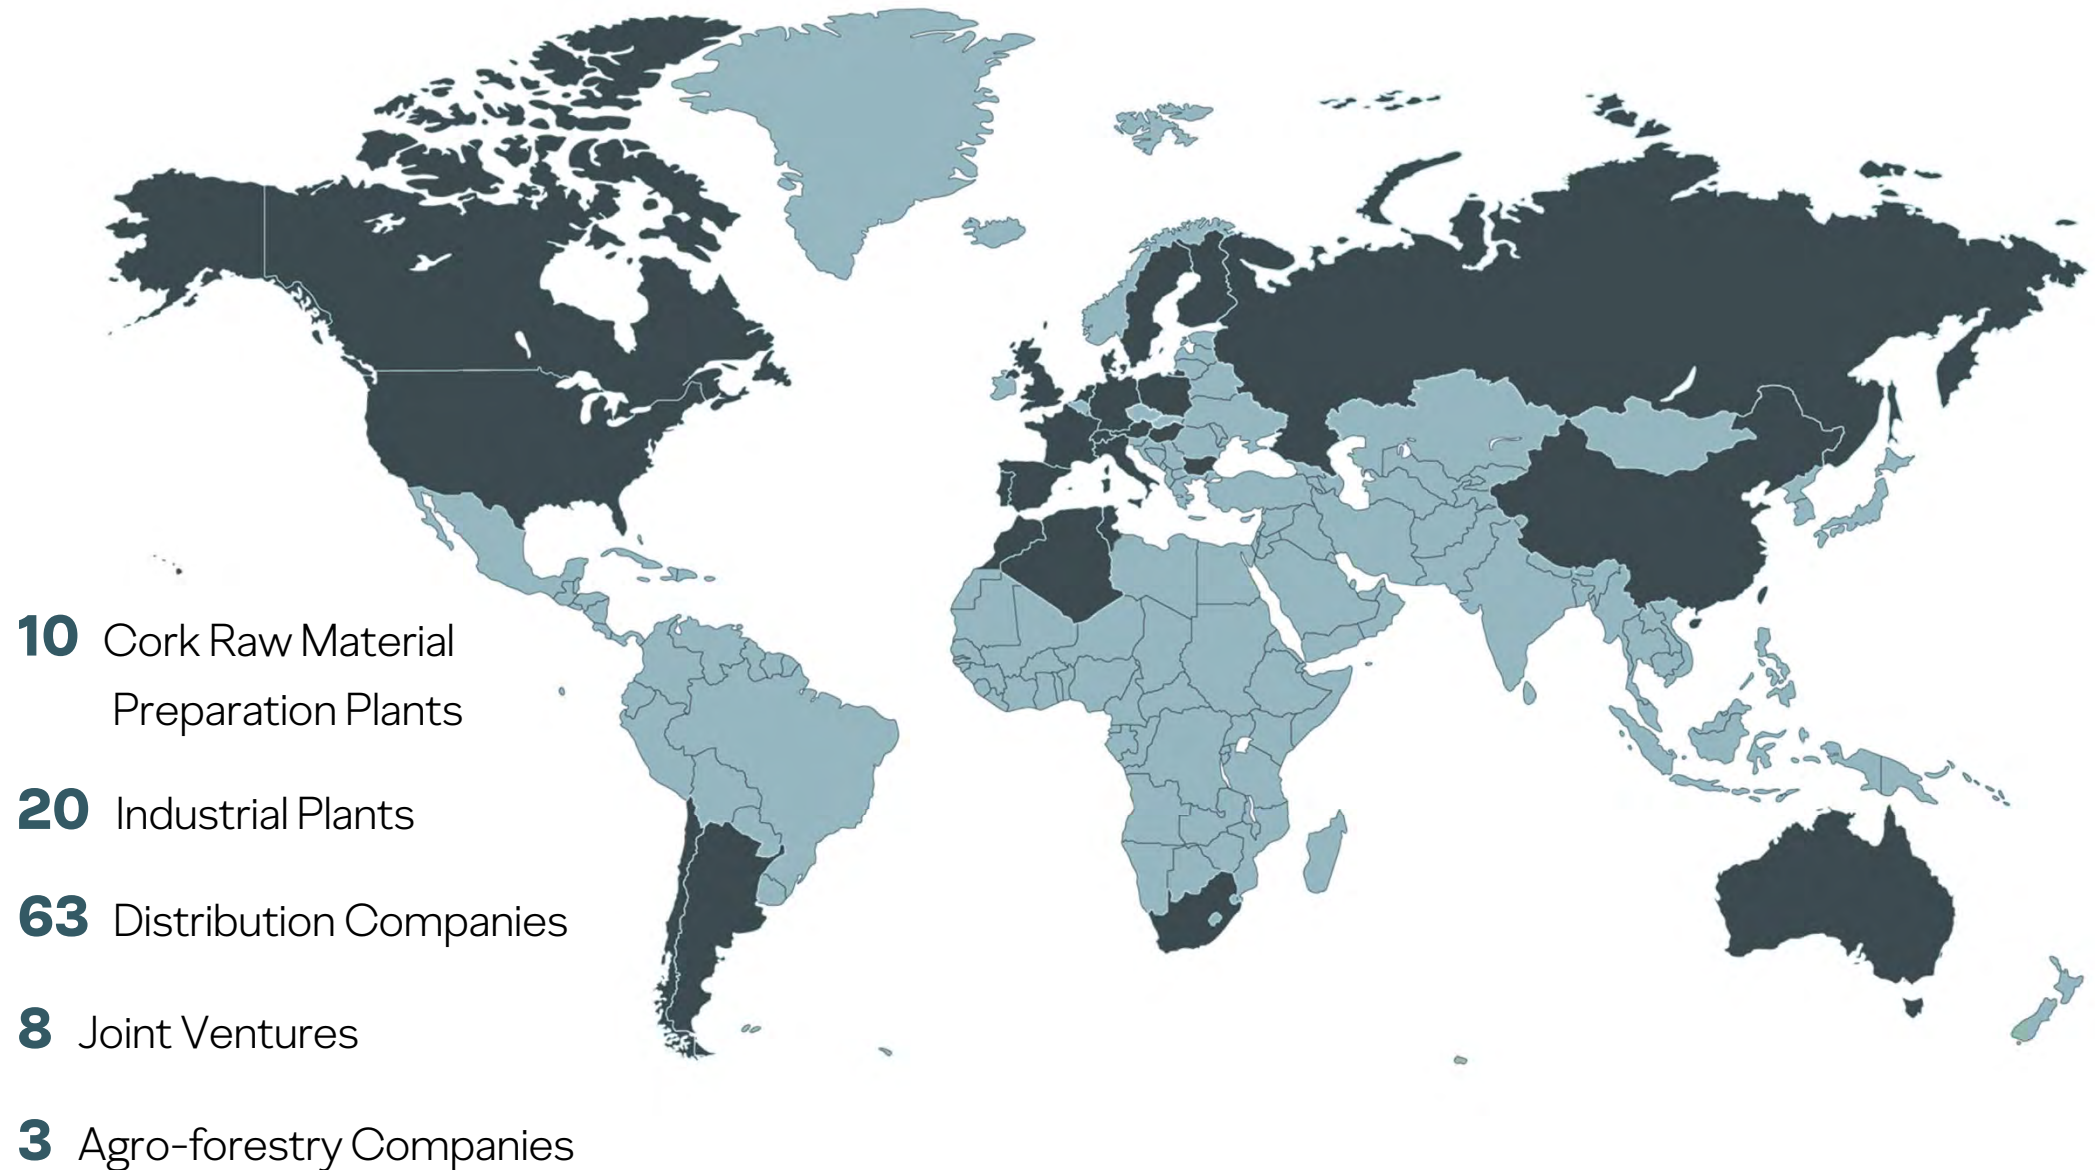 10 Cork Raw Material
Preparation Plants
20 Industrial Plants
63 Distribution Companies
8 Joint Ventures
3 Agro-forestry Companies